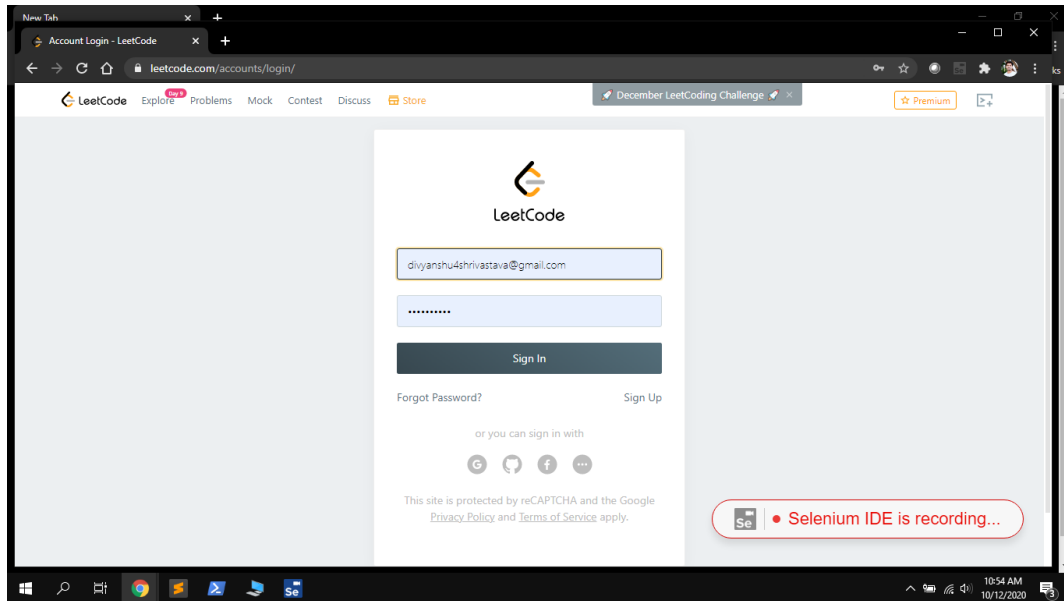 New Tab
Account Login - LeetCode
leetcode.com/accounts/login/
ks
LeetCode Explore Day 9 Problems Mock Contest Discuss Store
🚀 December LeetCoding Challenge 🚀 ×
Premium
LeetCode
divyanshu4shrivastava@gmail.com
••••••••••
Sign In
Forgot Password? Sign Up
or you can sign in with
This site is protected by reCAPTCHA and the Google
Privacy Policy and Terms of Service apply.
Se Selenium IDE is recording...
Se
10:54 AM
10/12/2020
3